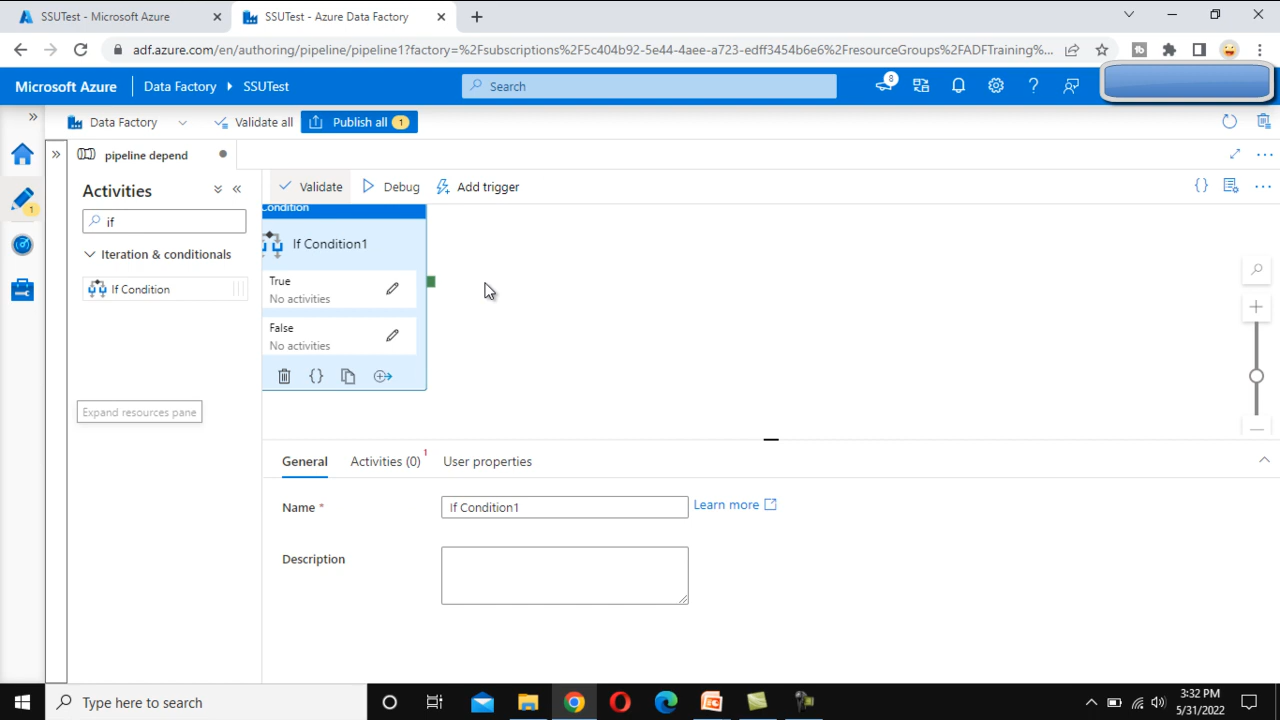 SSUTest - Microsoft Azure
SSUTest - Azure Data Factory
adf.azure.com/en/authoring/pipeline/pipeline1?factory=%2Fsubscriptions%2F5c404b92-5e44-4aee-a723-edff3454b6e6%2FresourceGroups%2FADFTraining%...
Microsoft Azure
Data Factory
SSUTest
Search
8
Data Factory
Validate all
Publish all
1
pipeline depend
Activities
Validate
Debug
Add trigger
if
Iteration & conditionals
If Condition
1
Condition
If Condition1
True
No activities
False
No activities
Expand resources pane
General
Activities (0)
1
User properties
Name *
If Condition1
Learn more
Description
Type here to search
3:32 PM
5/31/2022